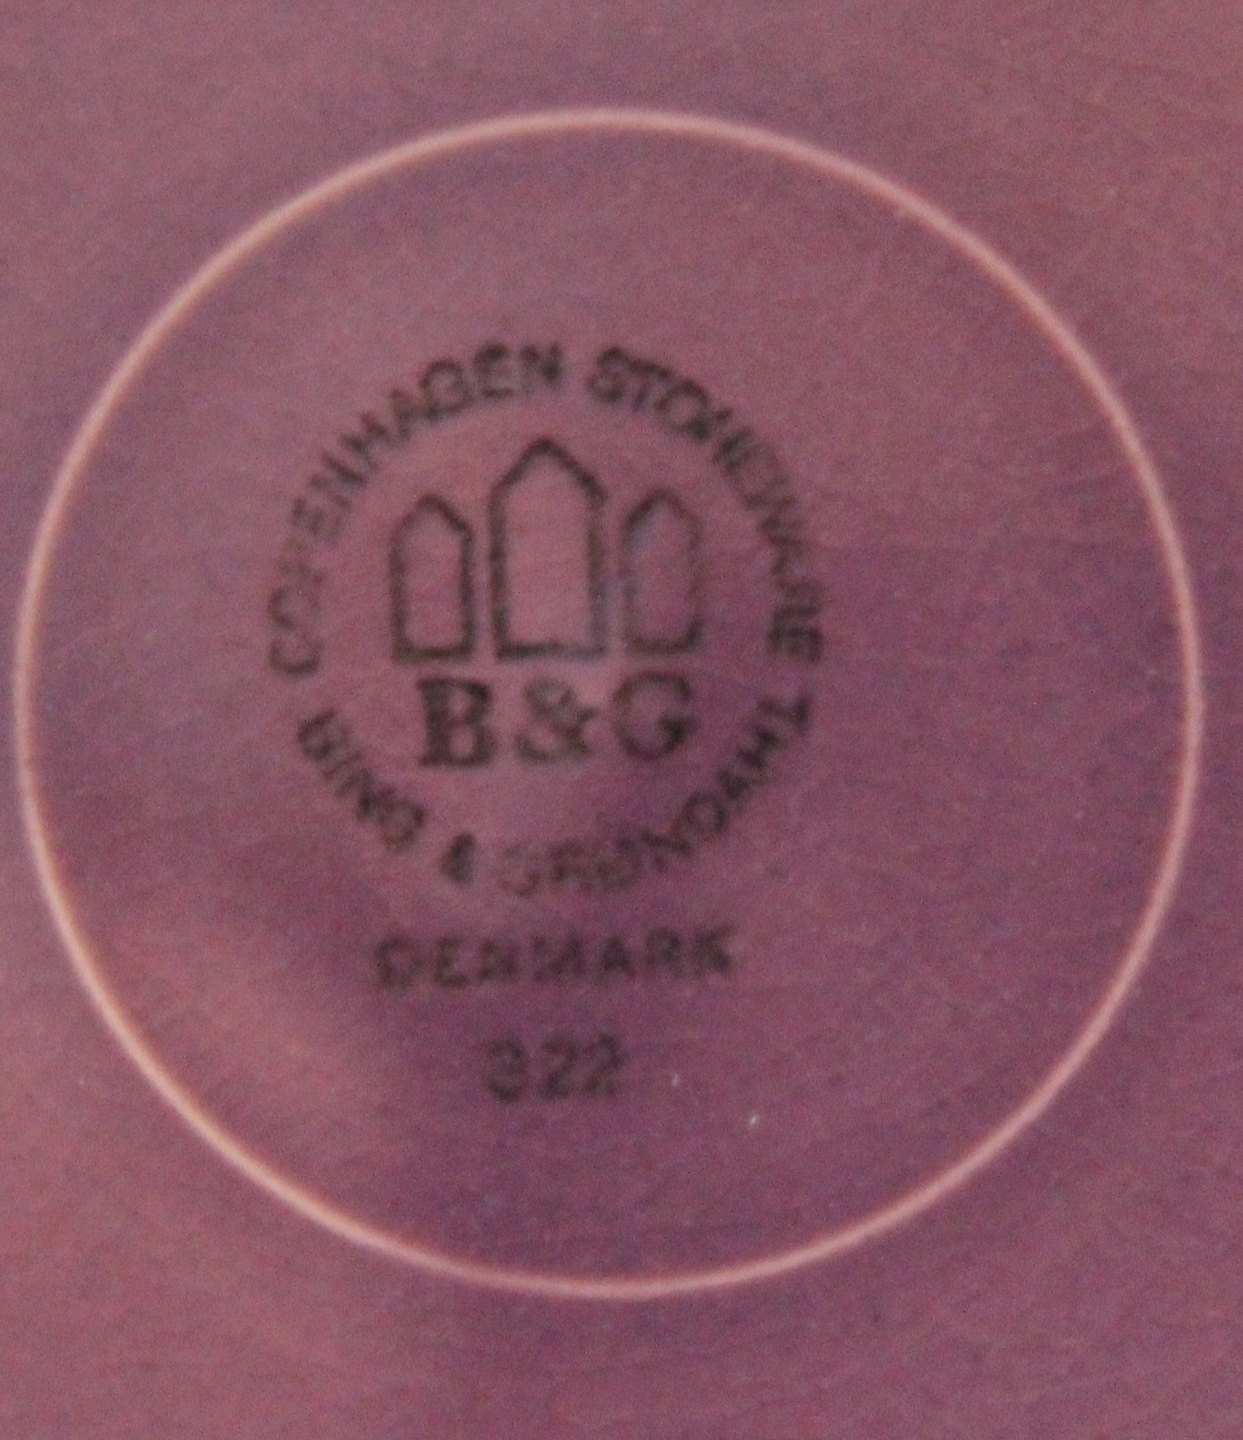 COPENHAGEN STONEWARE
B&G
BING & GRØNDAHL
DENMARK
322